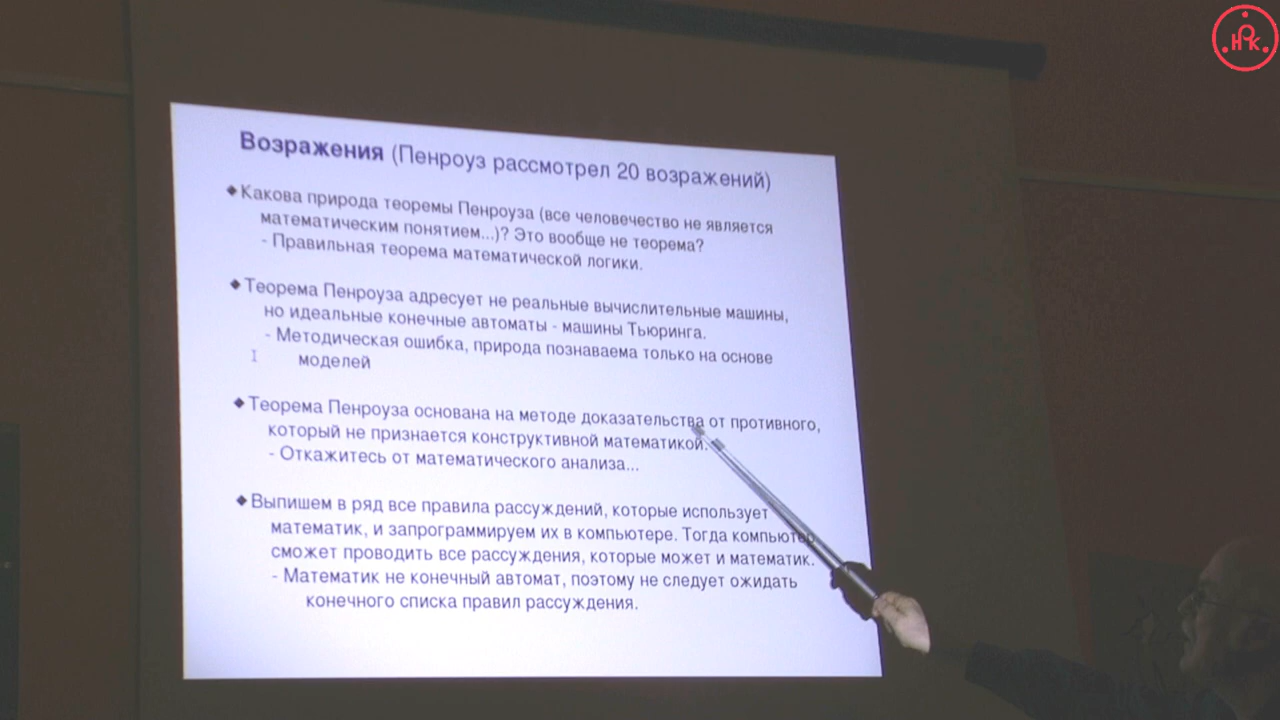 НРК
Возражения (Пенроуз рассмотрел 20 возражений)
◆ Какова природа теоремы Пенроуза (все человечество не является
математическим понятием...)? Это вообще не теорема?
- Правильная теорема математической логики.
◆ Теорема Пенроуза адресует не реальные вычислительные машины,
но идеальные конечные автоматы - машины Тьюринга.
- Методическая ошибка, природа познаваема только на основе
моделей
◆ Теорема Пенроуза основана на методе доказательства от противного,
который не признается конструктивной математикой.
- Откажитесь от математического анализа...
◆ Выпишем в ряд все правила рассуждений, которые использует
математик, и запрограммируем их в компьютере. Тогда компьютер
сможет проводить все рассуждения, которые может и математик.
- Математик не конечный автомат, поэтому не следует ожидать
конечного списка правил рассуждения.